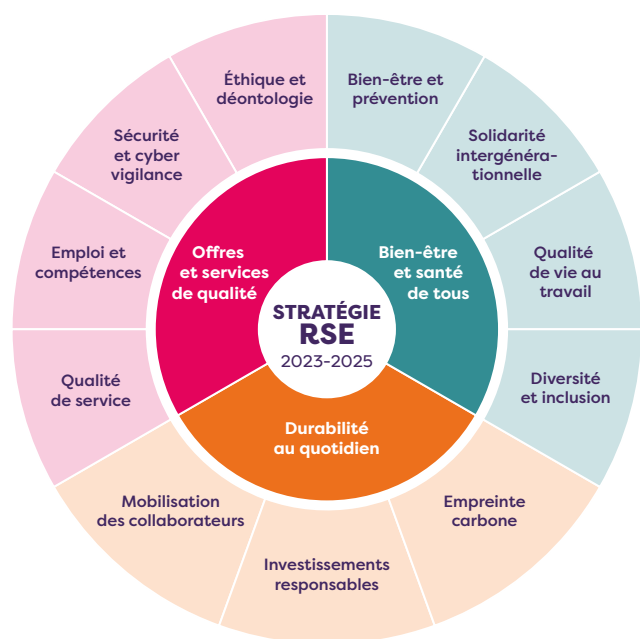 STRATÉGIE
RSE
2023-2025
Offres
et services
de qualité
Bien-être
et santé
de tous
Durabilité
au quotidien
Éthique et
déontologie
Bien-être et
prévention
Sécurité
et cyber
vigilance
Solidarité
intergénéra-
tionnelle
Emploi et
compétences
Qualité
de vie au
travail
Qualité
de service
Diversité
et inclusion
Mobilisation
des collaborateurs
Empreinte
carbone
Investissements
responsables